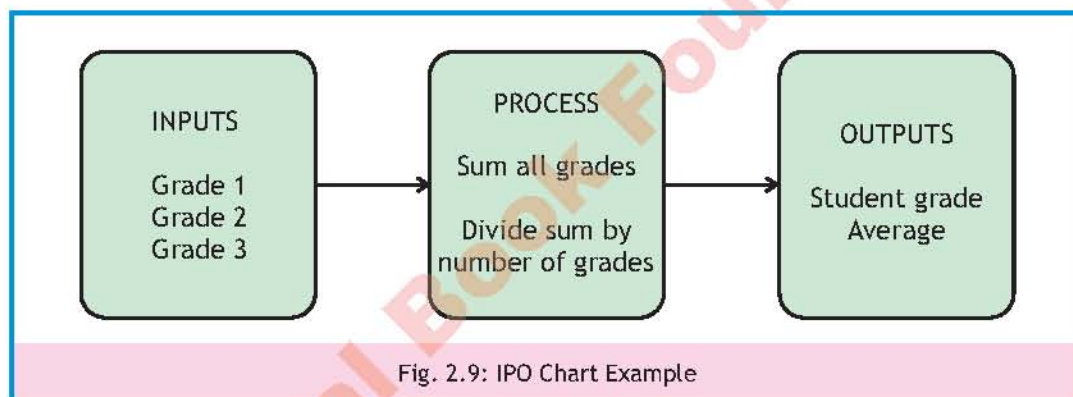 INPUTS
Grade 1
Grade 2
Grade 3
PROCESS
Sum all grades
Divide sum by
number of grades
OUTPUTS
Student grade
Average
Fig. 2.9: IPO Chart Example
Book